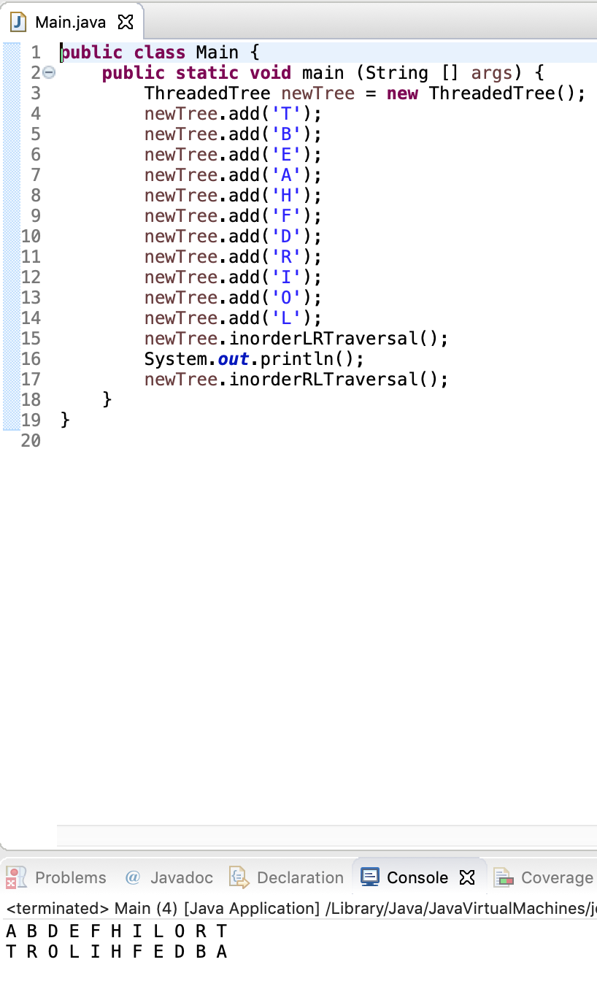 Main.java
1 public class Main {
2 public static void main (String [] args) {
3 ThreadedTree newTree = new ThreadedTree();
4 newTree.add('T');
5 newTree.add('B');
6 newTree.add('E');
7 newTree.add('A');
8 newTree.add('H');
9 newTree.add('F');
10 newTree.add('D');
11 newTree.add('R');
12 newTree.add('I');
13 newTree.add('O');
14 newTree.add('L');
15 newTree.inorderLRTraversal();
16 System.out.println();
17 newTree.inorderRLTraversal();
18 }
19 }
20
Problems @ Javadoc Declaration Console Coverage
<terminated> Main (4) [Java Application] /Library/Java/JavaVirtualMachines/
A B D E F H I L O R T
T R O L I H F E D B A